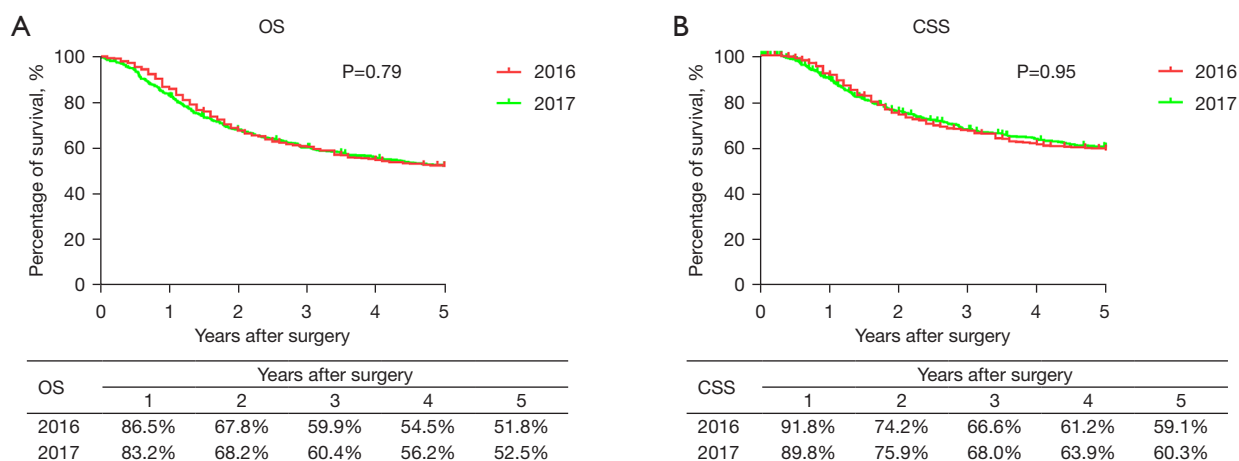 A
OS
Percentage of survival, %
100
80
60
40
20
0
P=0.79
2016
2017
0 1 2 3 4 5
Years after surgery
OS Years after surgery
1 2 3 4 5
2016 86.5% 67.8% 59.9% 54.5% 51.8%
2017 83.2% 68.2% 60.4% 56.2% 52.5%
B
CSS
Percentage of survival, %
100
80
60
40
20
0
P=0.95
2016
2017
0 1 2 3 4 5
Years after surgery
CSS Years after surgery
1 2 3 4 5
2016 91.8% 74.2% 66.6% 61.2% 59.1%
2017 89.8% 75.9% 68.0% 63.9% 60.3%